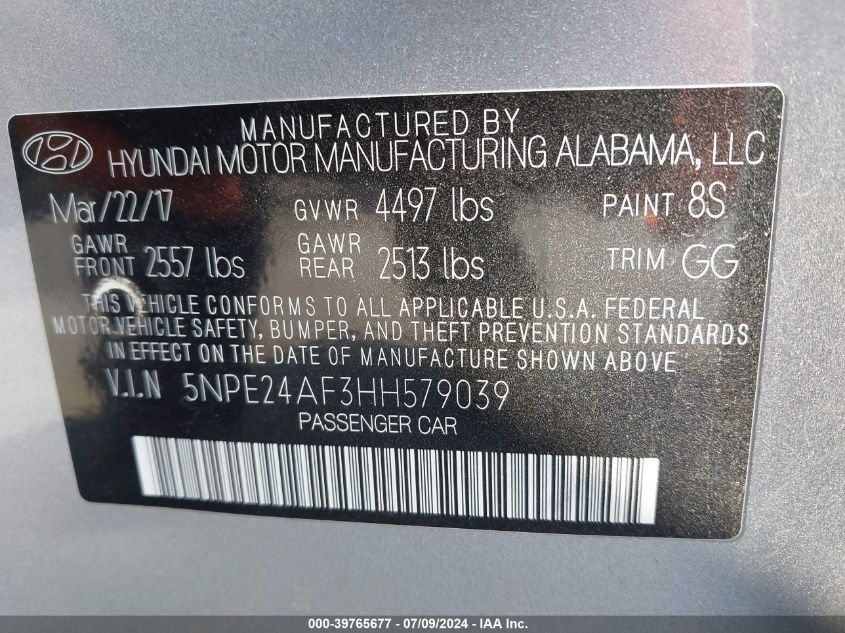 MANUFACTURED BY
HYUNDAI MOTOR MANUFACTURING ALABAMA, LLC
Mar/22/17 GVWR 4497 lbs PAINT 8S
GAWR FRONT 2557 lbs GAWR REAR 2513 lbs TRIM GG
THIS VEHICLE CONFORMS TO ALL APPLICABLE U.S.A. FEDERAL
MOTOR VEHICLE SAFETY, BUMPER, AND THEFT PREVENTION STANDARDS
IN EFFECT ON THE DATE OF MANUFACTURE SHOWN ABOVE
V.I.N 5NPE24AF3HH579039
PASSENGER CAR
000-39765677 - 07/09/2024 - IAA Inc.